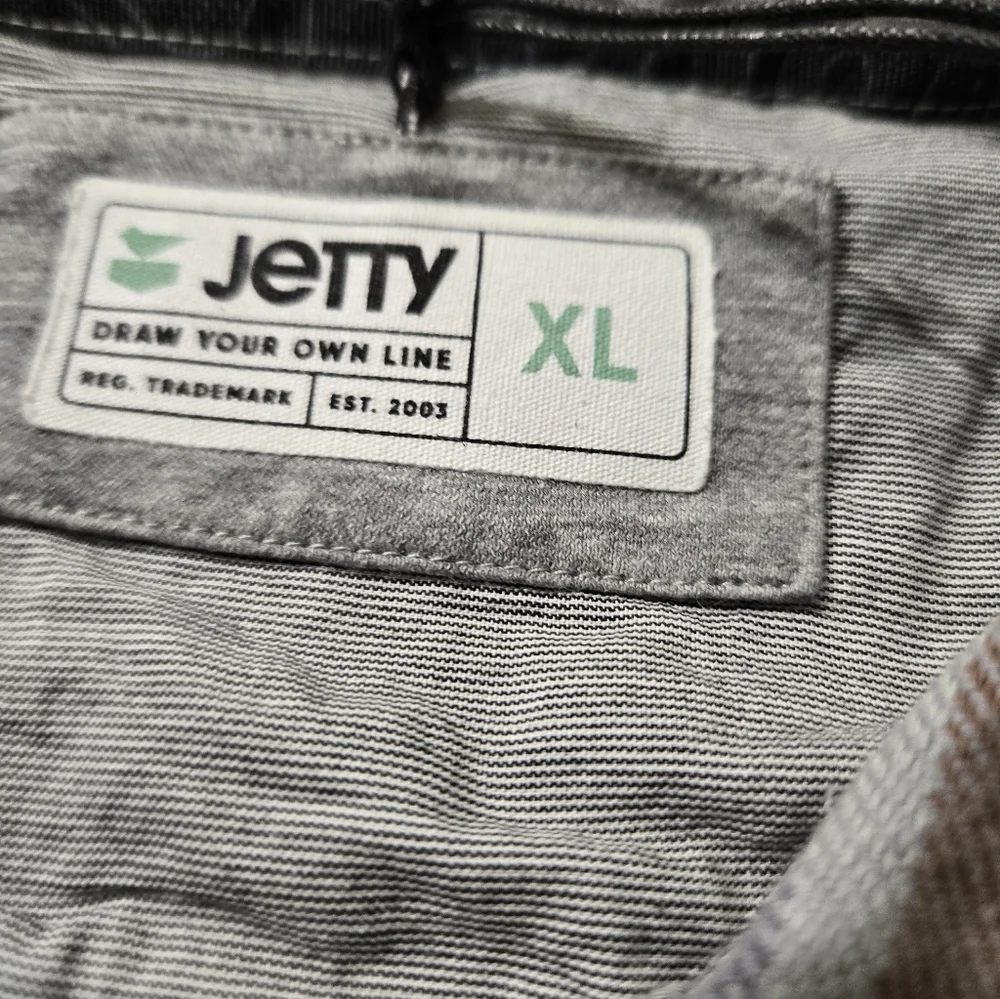 Jetty
DRAW YOUR OWN LINE
REG. TRADEMARK
EST. 2003
XL